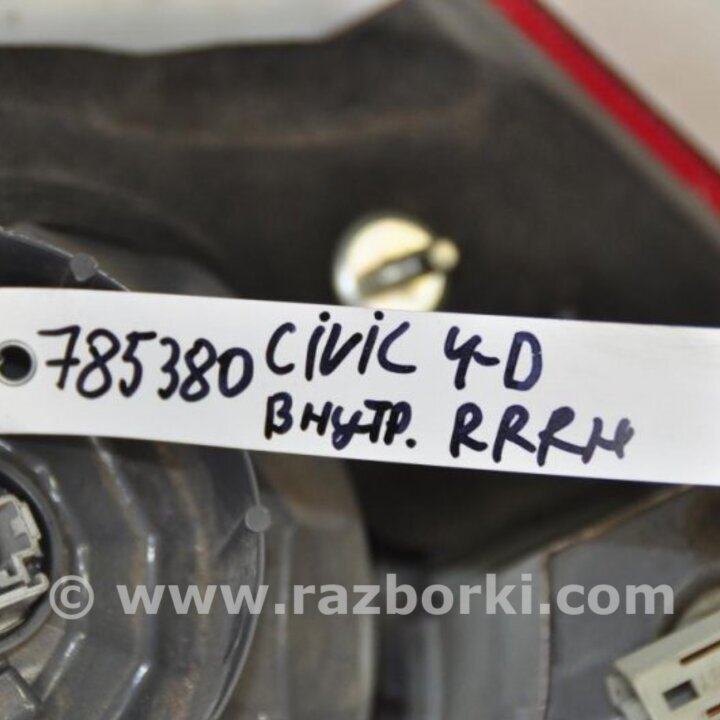 785380 CiViC 4-D
ВНУТР. RRRH
© www.razborki.com